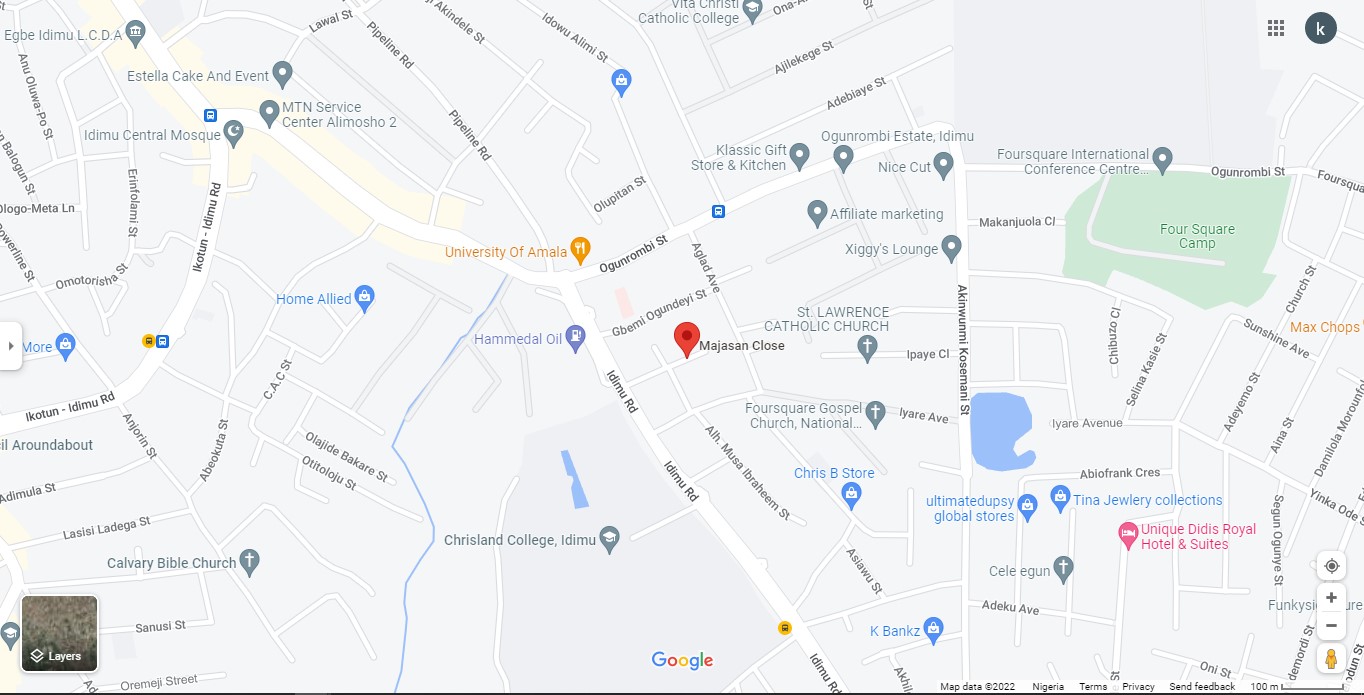 Vita Christi
Catholic College
Ona-A
Lawal St
Akindele St
Idowu Alimi St
k
Egbe Idimu L.C.D.A
Pipeline Rd
Ajilekege St
Anu Oluwa-Po St
Estella Cake And Event
Adebiaye St
MTN Service
Center Alimosho 2
Idimu Central Mosque
Pipeline Rd
Ogunrombi Estate, Idimu
Klassic Gift
Store & Kitchen
Nice Cut
Foursquare International
Conference Centre...
Ogunrombi St
Foursqua
n Balogun St
Erinfolami St
Olupitan St
Ologo-Meta Ln
Affiliate marketing
Makanjuola Cl
Ikotun - Idimu Rd
Four Square
Camp
University Of Amala
Ogunrombi St
Aglad Ave
Xiggy's Lounge
Powerline St
Omotorisha St
Home Allied
Gbemi Ogundeyi St
Akinwunmi Kosemani St
Church St
St. LAWRENCE
CATHOLIC CHURCH
Chibuzo Cl
Sunshine Ave
Max Chops
Hammedal Oil
Majasan Close
More
Ipaye Cl
Selina Kasie St
C.A.C St
Idimu Rd
Ikotun - Idimu Rd
Adeyemo St
Foursquare Gospel
Church, National...
Iyare Ave
Iyare Avenue
Aina St
Damilola Morounfo
cil Aroundabout
Anjorin St
Abeokuta St
Olajide Bakare St
Otitoloju St
Alh. Musa Ibraheem St
Idimu Rd
Chris B Store
Abiofrank Cres
Adimula St
ultimatedupsy
global stores
Tina Jewlery collections
Yinka Ode S
Segun Ogunye St
Lasisi Ladega St
Chrisland College, Idimu
Unique Didis Royal
Hotel & Suites
Calvary Bible Church
Asiawu St
Cele egun
Adeku Ave
Funkysi
ure
Sanusi St
K Bankz
demordi St
Layers
Google
Idimu Rd
Oni St
Oremeji Street
Ad
Akhil
St
odun St
Map data ©2022 Nigeria Terms Privacy Send feedback 100 m